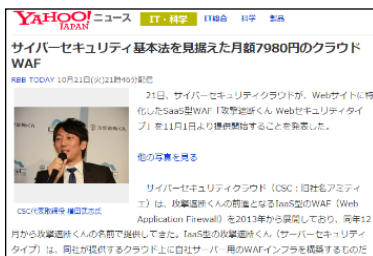 YAHOO! ニュース IT・科学 IT総合 科学 製品
JAPAN
サイバーセキュリティ基本法を見据えた月額7980円のクラウド
WAF
RBB TODAY 10月21日(火)21時46分配信
21日、サイバーセキュリティクラウドが、Webサイトに特
化したSaaS型WAF「攻撃遮断くん Webセキュリティタイ
プ」を11月1日より提供開始することを発表した。
他の写真を見る
サイバーセキュリティクラウド(CSC:旧社名アミティ
エ)は、攻撃遮断くんの前進となるIaaS型のWAF(Web
Application Firewall)を2013年から展開しており、同年12
CSC代表取締役 横田武志氏
月から攻撃遮断くんの名前で提供してきた。IaaS型の攻撃遮断くん(サーバーセキュリティ
タイプ)は、同社が提供するクラウド上に自社サーバー用のWAFインフラを構築するものだ